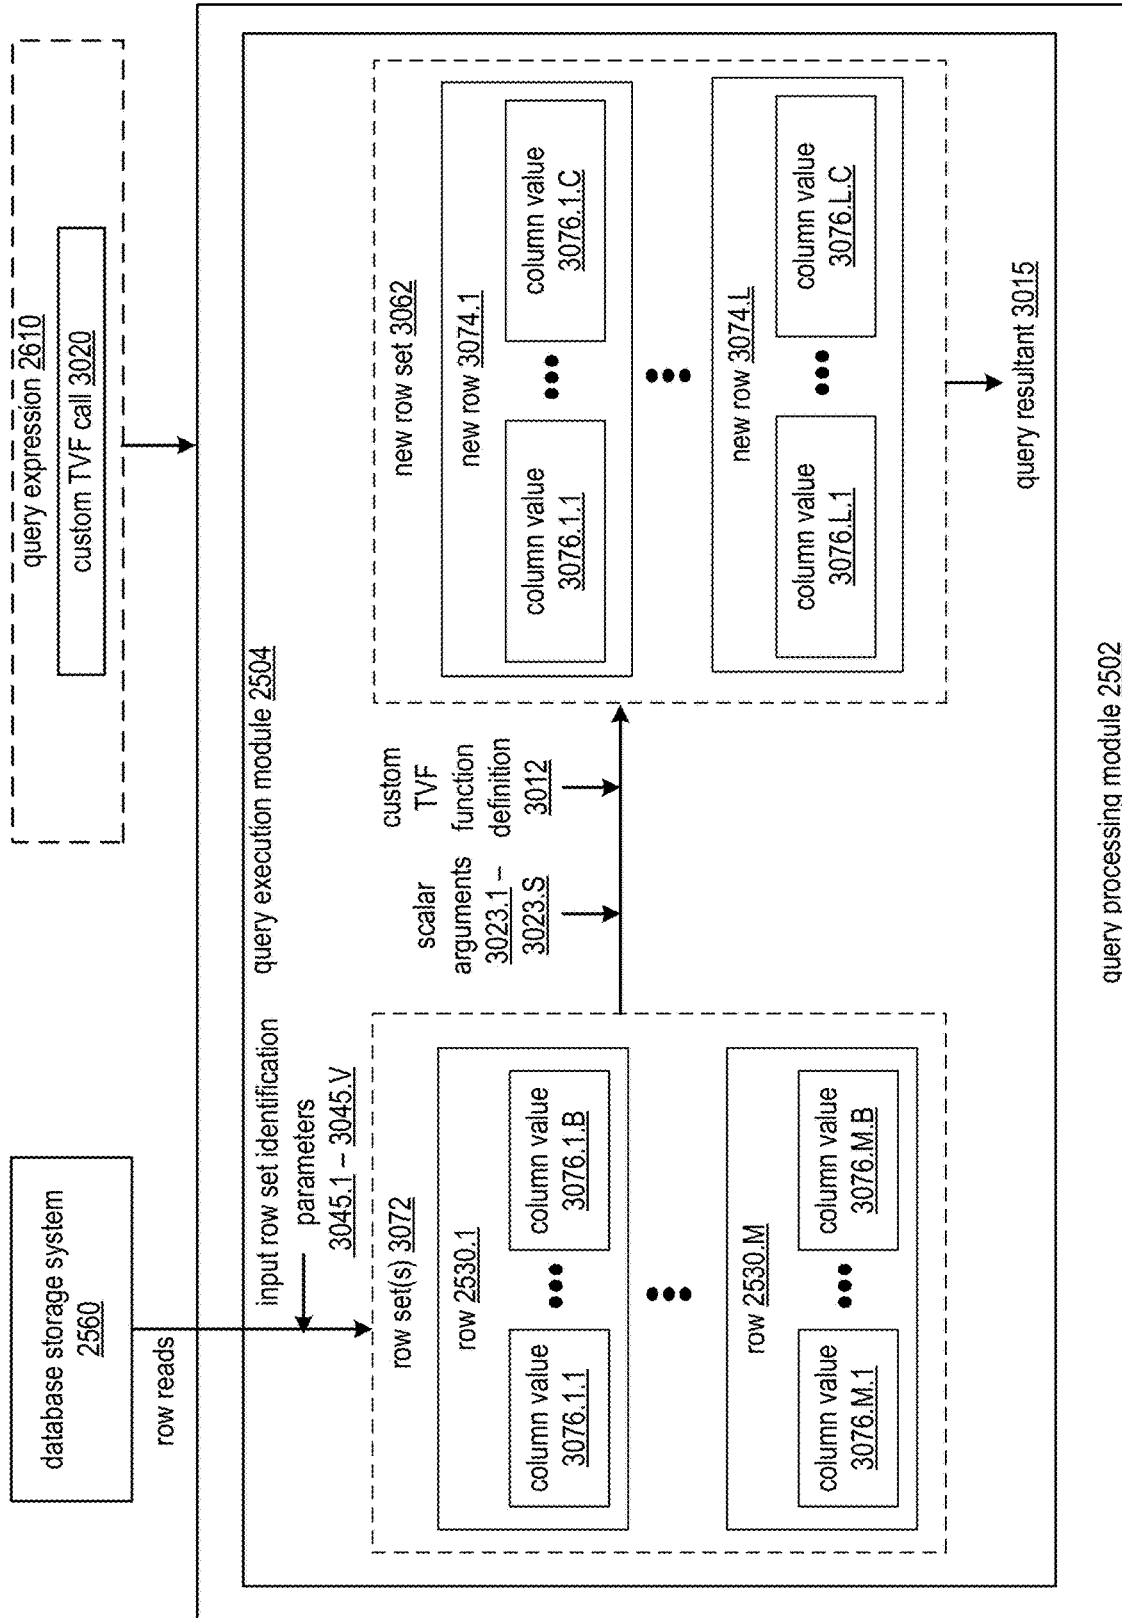 database storage system
2560
row reads
query expression 2610
custom TVF call 3020
query execution module 2504
input row set identification
parameters
3045.1 – 3045.V
row set(s) 3072
row 2530.1
column value
3076.1.1
column value
3076.1.B
row 2530.M
column value
3076.M.1
column value
3076.M.B
scalar
arguments
3023.1 –
3023.S
custom
TVF
function
definition
3012
new row set 3062
new row 3074.1
column value
3076.1.1
column value
3076.1.C
new row 3074.L
column value
3076.L.1
column value
3076.L.C
query resultant 3015
query processing module 2502